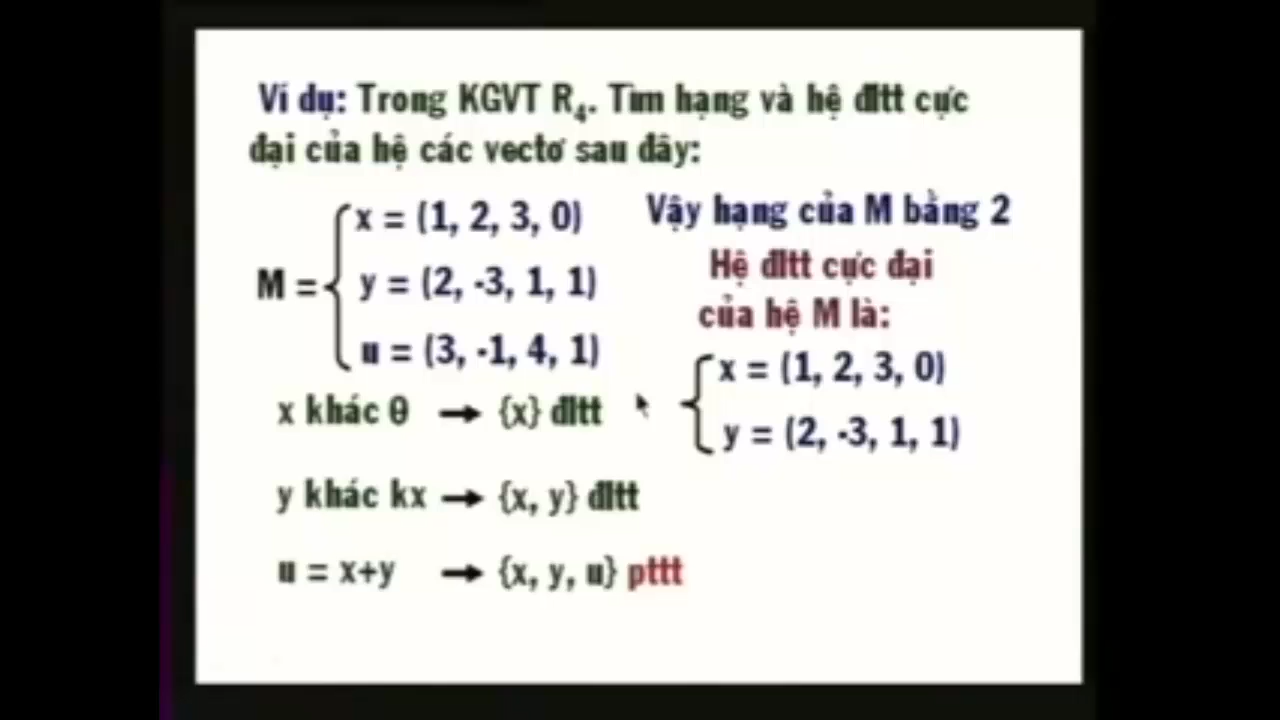 Ví dụ: Trong KGVT R₄. Tìm hạng và hệ đltt cực
đại của hệ các vectơ sau đây:
M = { x = (1, 2, 3, 0)
y = (2, -3, 1, 1)
u = (3, -1, 4, 1)
x khác θ → {x} đltt
y khác kx → {x, y} đltt
u = x+y → {x, y, u} pttt
Vậy hạng của M bằng 2
Hệ đltt cực đại
của hệ M là:
{ x = (1, 2, 3, 0)
y = (2, -3, 1, 1)